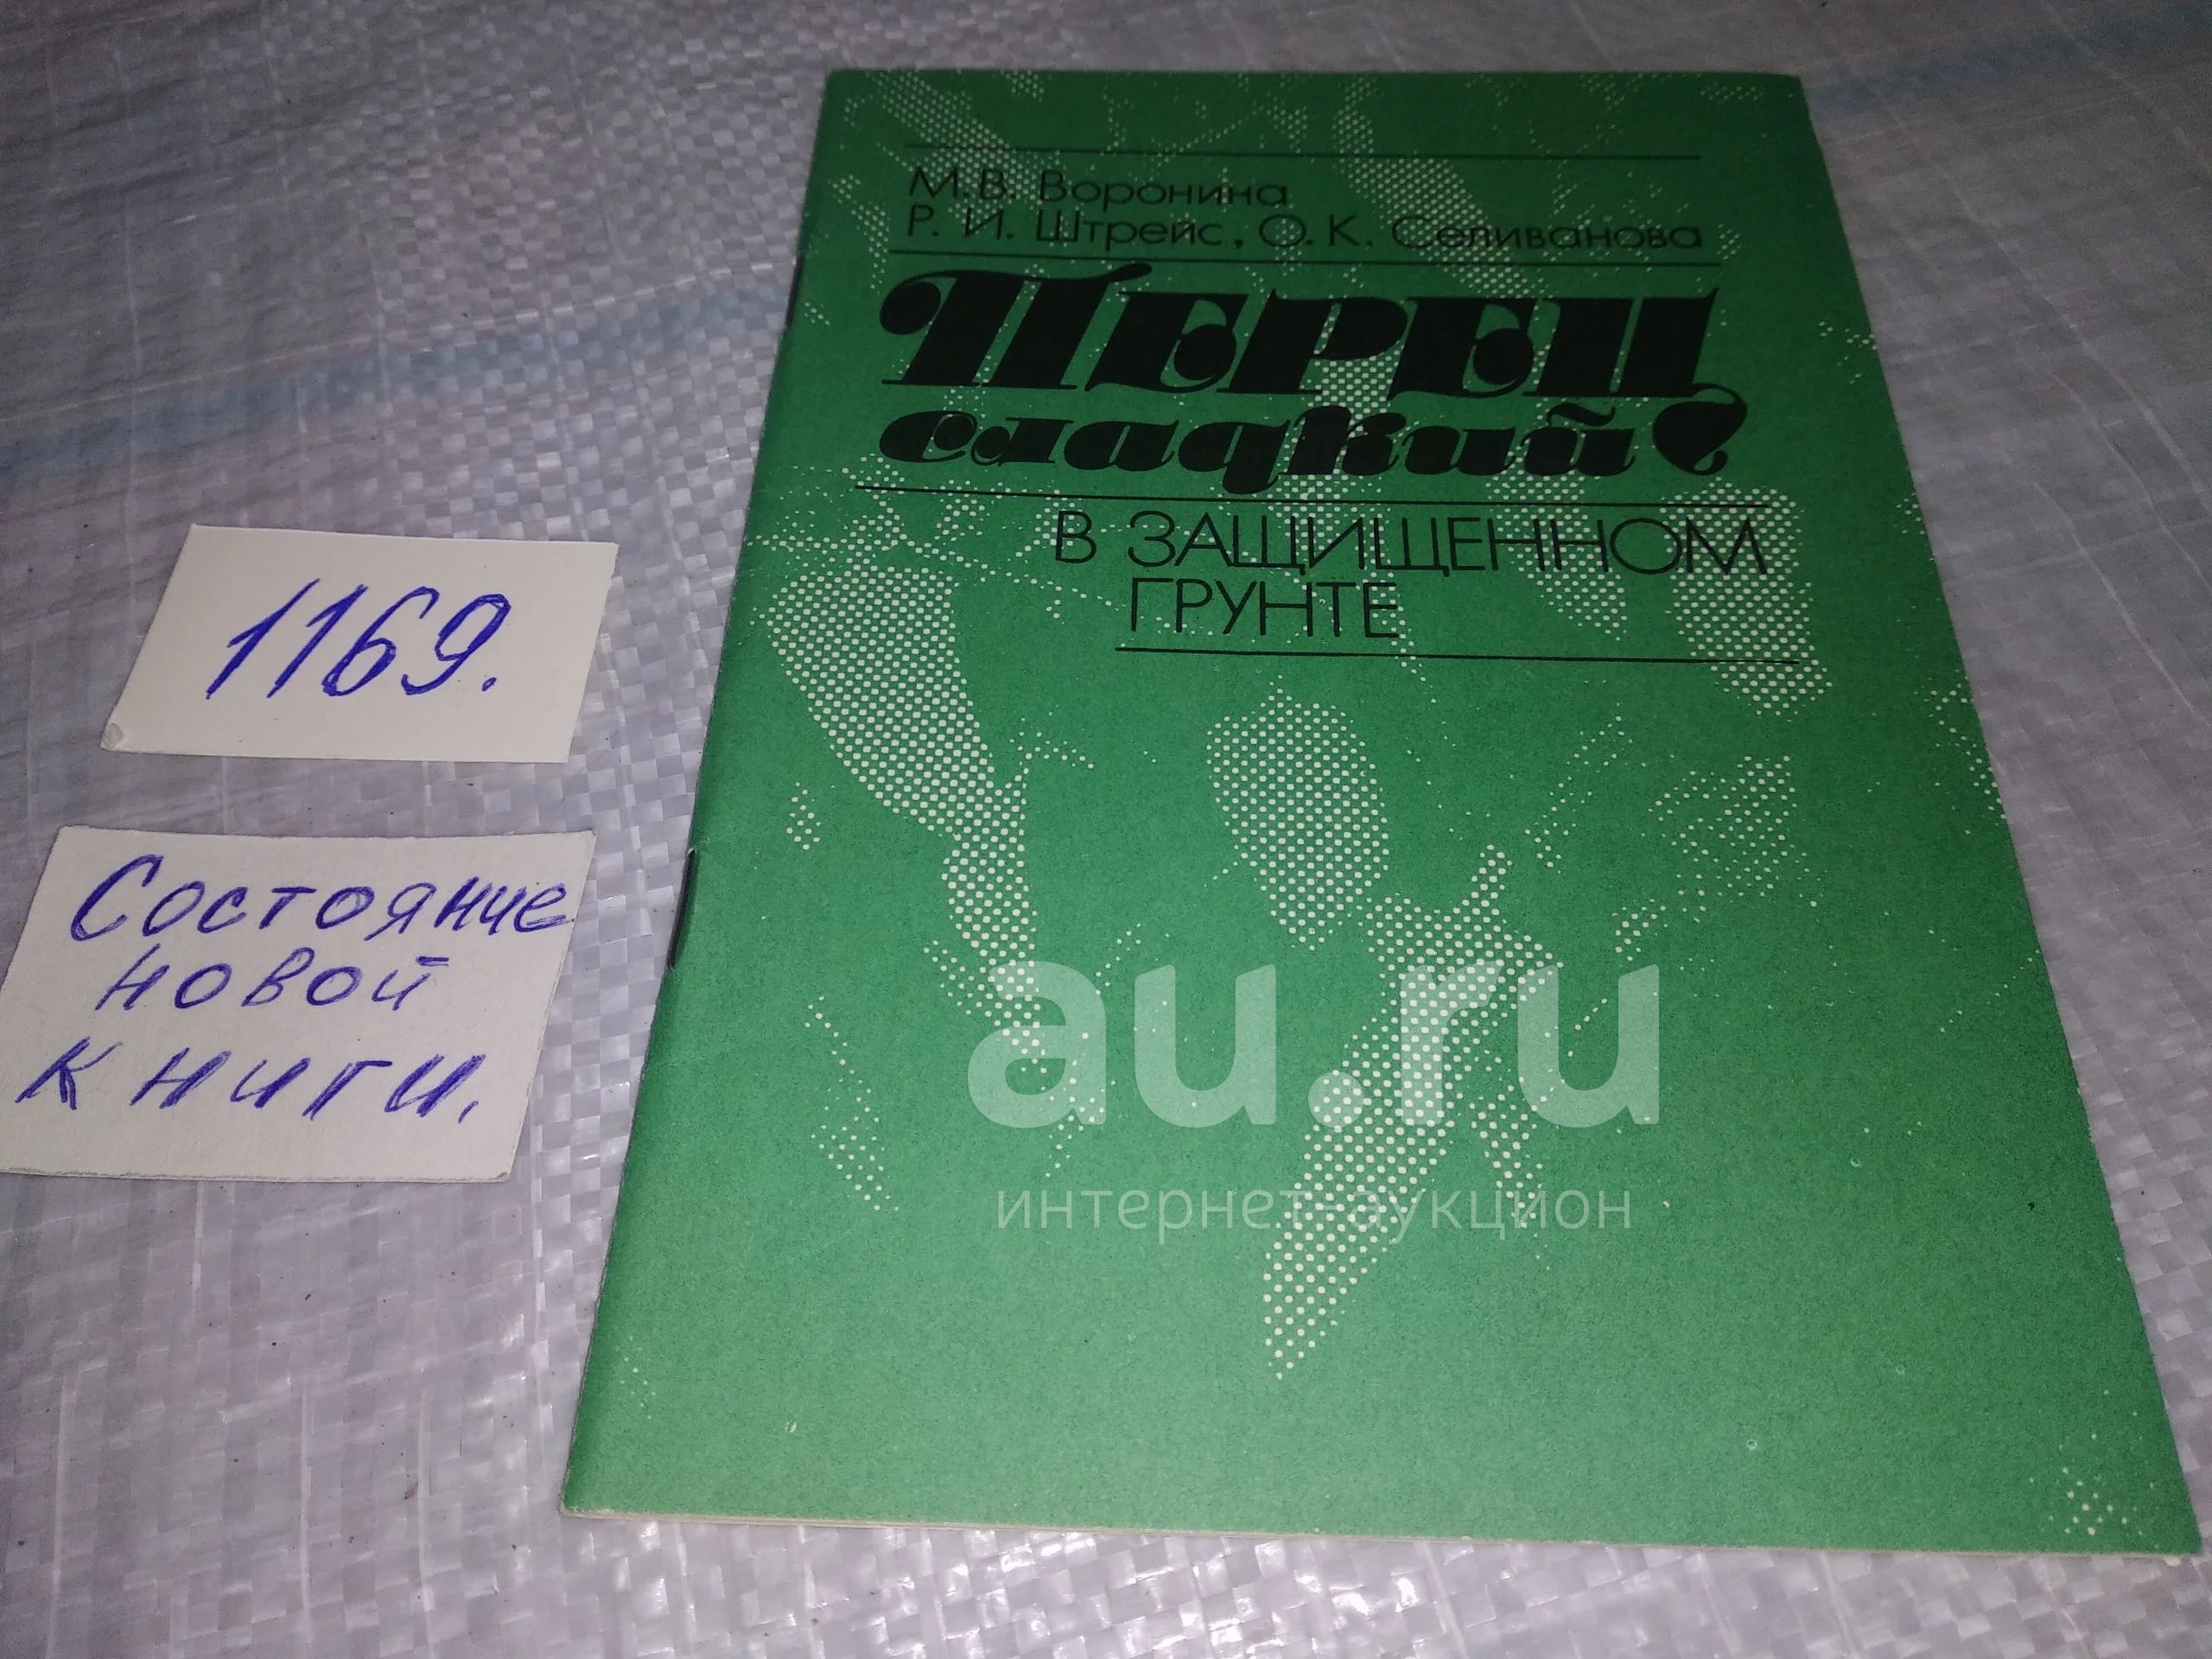 М.В. Воронина
Р. И. Штрейс, О. К. Селиванова
ПЕРЕЦ
сладкий
В ЗАЩИЩЕННОМ
ГРУНТЕ
1169.
Состояние
новой
книги.
au.ru
интернет-аукцион